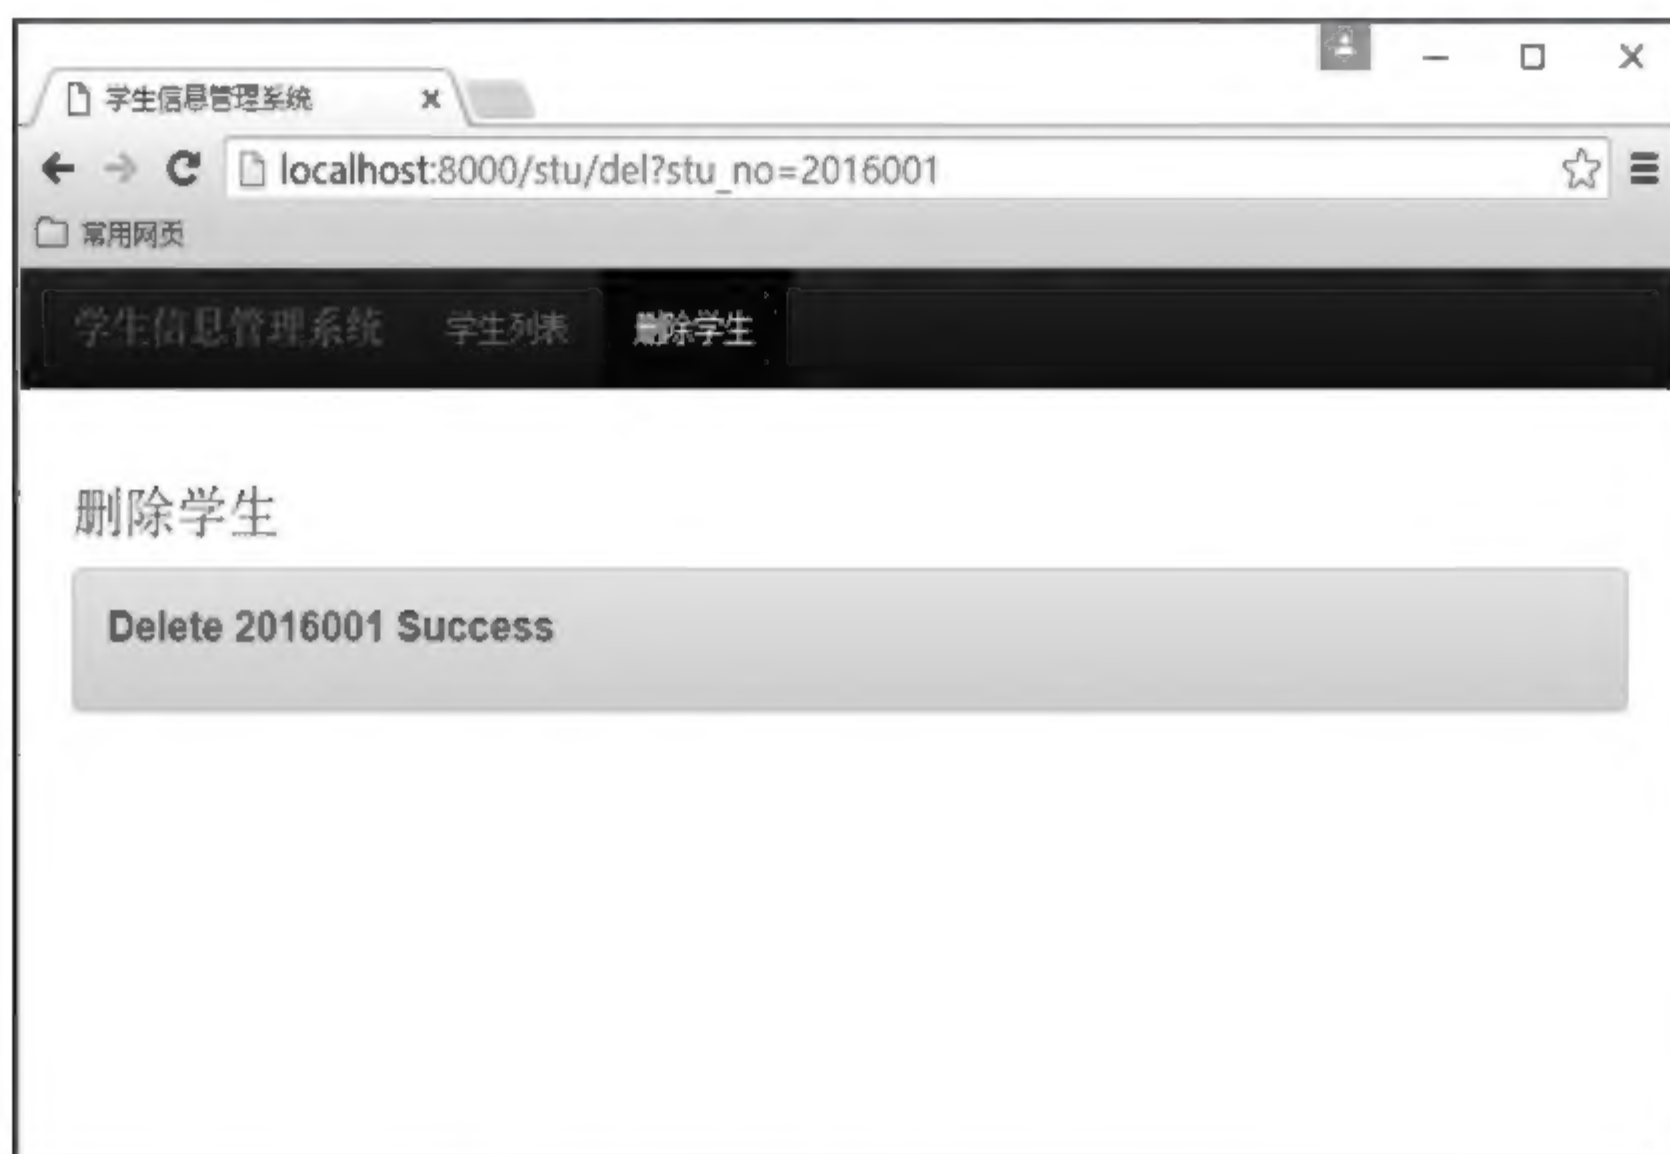 学生信息管理系统
localhost:8000/stu/del?stu_no=2016001
常用网页
学生信息管理系统 学生列表 删除学生
删除学生
Delete 2016001 Success